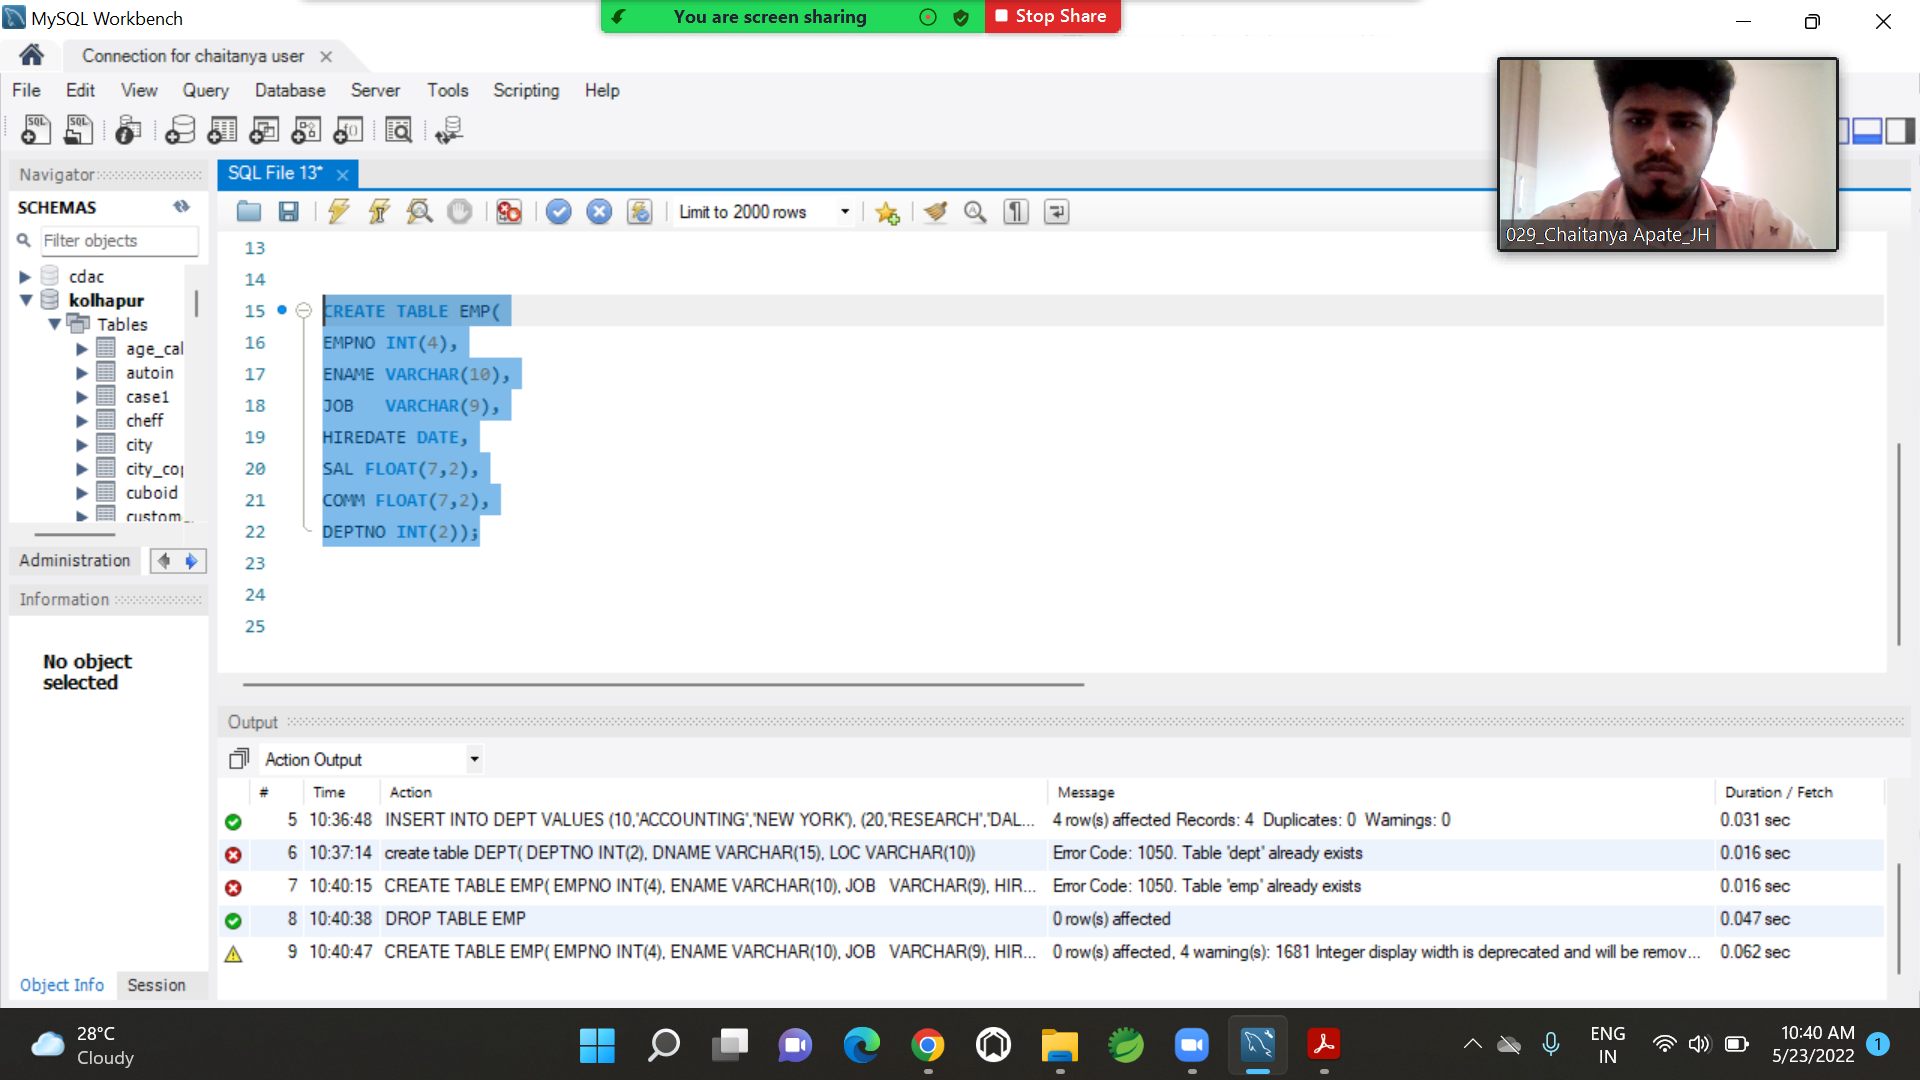 MySQL Workbench
You are screen sharing
Stop Share
Connection for chaitanya user
File Edit View Query Database Server Tools Scripting Help
029_Chaitanya Apate_JH
Navigator
SQL File 13*
SCHEMAS
Limit to 2000 rows
Filter objects
cdac
kolhapur
Tables
age_cal
autoin
case1
cheff
city
city_cop
cuboid
custom
13
14
15 CREATE TABLE EMP(
16 EMPNO INT(4),
17 ENAME VARCHAR(10),
18 JOB   VARCHAR(9),
19 HIREDATE DATE,
20 SAL FLOAT(7,2),
21 COMM FLOAT(7,2),
22 DEPTNO INT(2));
23
24
25
Administration
Information
No object
selected
Object Info Session
Output
Action Output
# Time Action Message Duration / Fetch
5 10:36:48 INSERT INTO DEPT VALUES (10,'ACCOUNTING','NEW YORK'), (20,'RESEARCH','DAL... 4 row(s) affected Records: 4  Duplicates: 0  Warnings: 0 0.031 sec
6 10:37:14 create table DEPT( DEPTNO INT(2), DNAME VARCHAR(15), LOC VARCHAR(10)) Error Code: 1050. Table 'dept' already exists 0.016 sec
7 10:40:15 CREATE TABLE EMP( EMPNO INT(4), ENAME VARCHAR(10), JOB   VARCHAR(9), HIR... Error Code: 1050. Table 'emp' already exists 0.016 sec
8 10:40:38 DROP TABLE EMP 0 row(s) affected 0.047 sec
9 10:40:47 CREATE TABLE EMP( EMPNO INT(4), ENAME VARCHAR(10), JOB   VARCHAR(9), HIR... 0 row(s) affected, 4 warning(s): 1681 Integer display width is deprecated and will be remov... 0.062 sec
28°C
Cloudy
ENG
IN
10:40 AM
5/23/2022
1